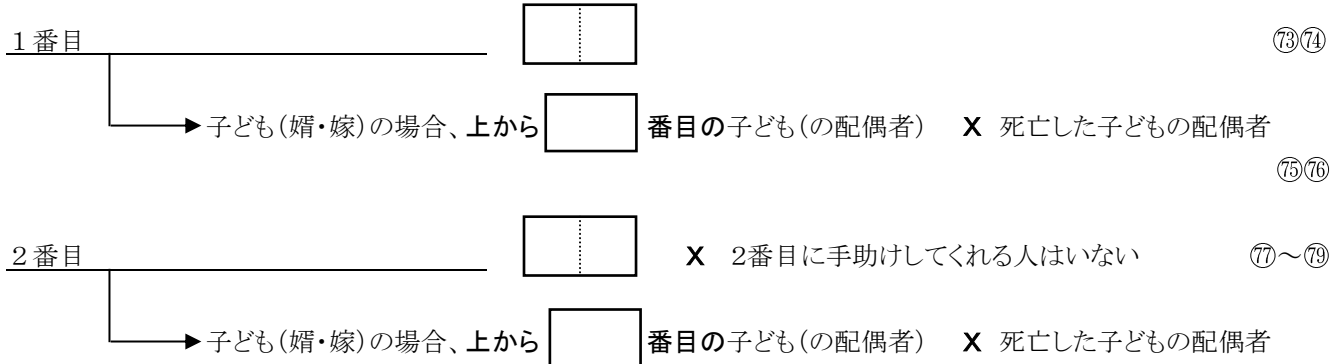 1番目 ㊆㊂㊆㊃
子ども(婿・嫁)の場合、上から 番目の子ども(の配偶者) X 死亡した子どもの配偶者
2番目 X 2番目に手助けしてくれる人はいない
子ども(婿・嫁)の場合、上から 番目の子ども(の配偶者) X 死亡した子どもの配偶者